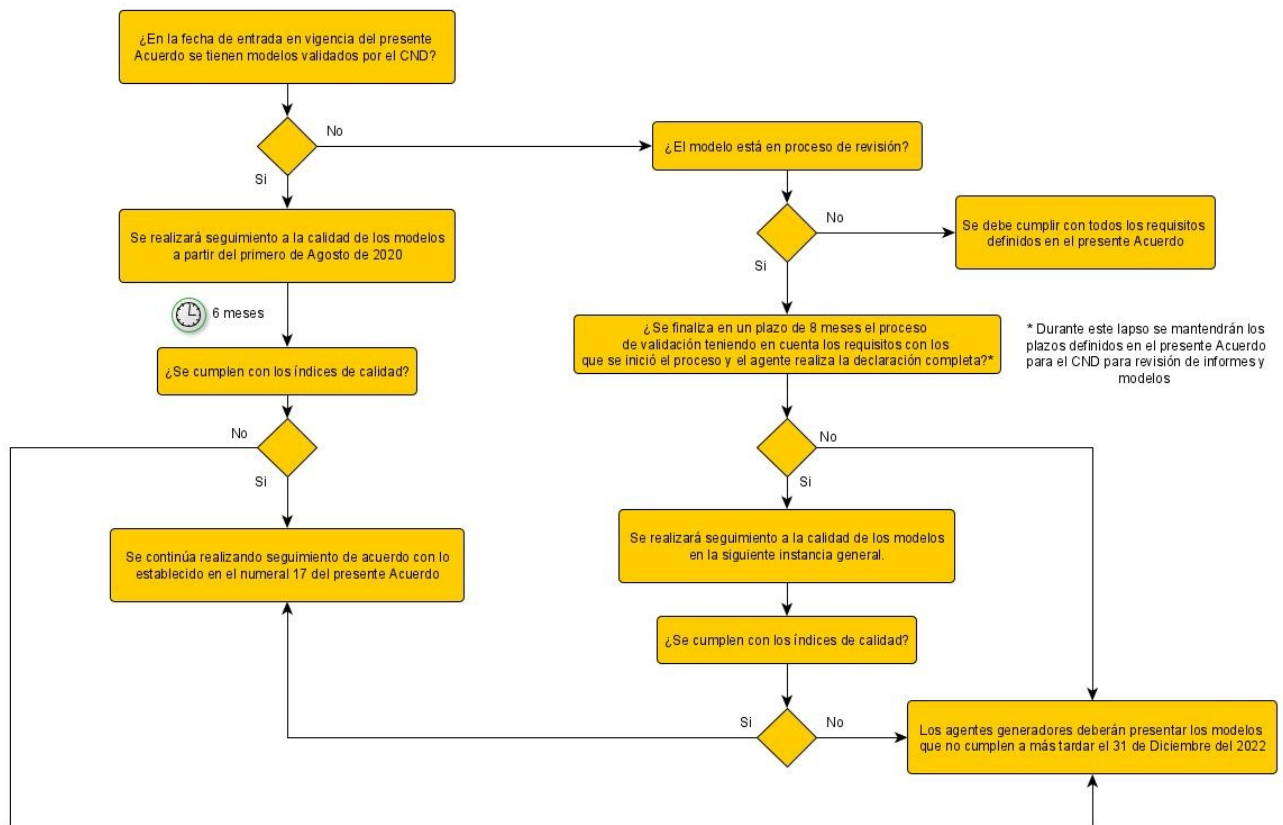 ¿En la fecha de entrada en vigencia del presente
Acuerdo se tienen modelos validados por el CND?
No
Si
¿El modelo está en proceso de revisión?
No
Si
Se realizará seguimiento a la calidad de los modelos
a partir del primero de Agosto de 2020
Se debe cumplir con todos los requisitos
definidos en el presente Acuerdo
6 meses
¿Se finaliza en un plazo de 8 meses el proceso
de validación teniendo en cuenta los requisitos con los
que se inició el proceso y el agente realiza la declaración completa?*
* Durante este lapso se mantendrán los
plazos definidos en el presente Acuerdo
para el CND para revisión de informes y
modelos
¿Se cumplen con los índices de calidad?
No
Si
No
Si
Se realizará seguimiento a la calidad de los modelos
en la siguiente instancia general.
Se continúa realizando seguimiento de acuerdo con lo
establecido en el numeral 17 del presente Acuerdo
¿Se cumplen con los índices de calidad?
Si
No
Los agentes generadores deberán presentar los modelos
que no cumplen a más tardar el 31 de Diciembre del 2022